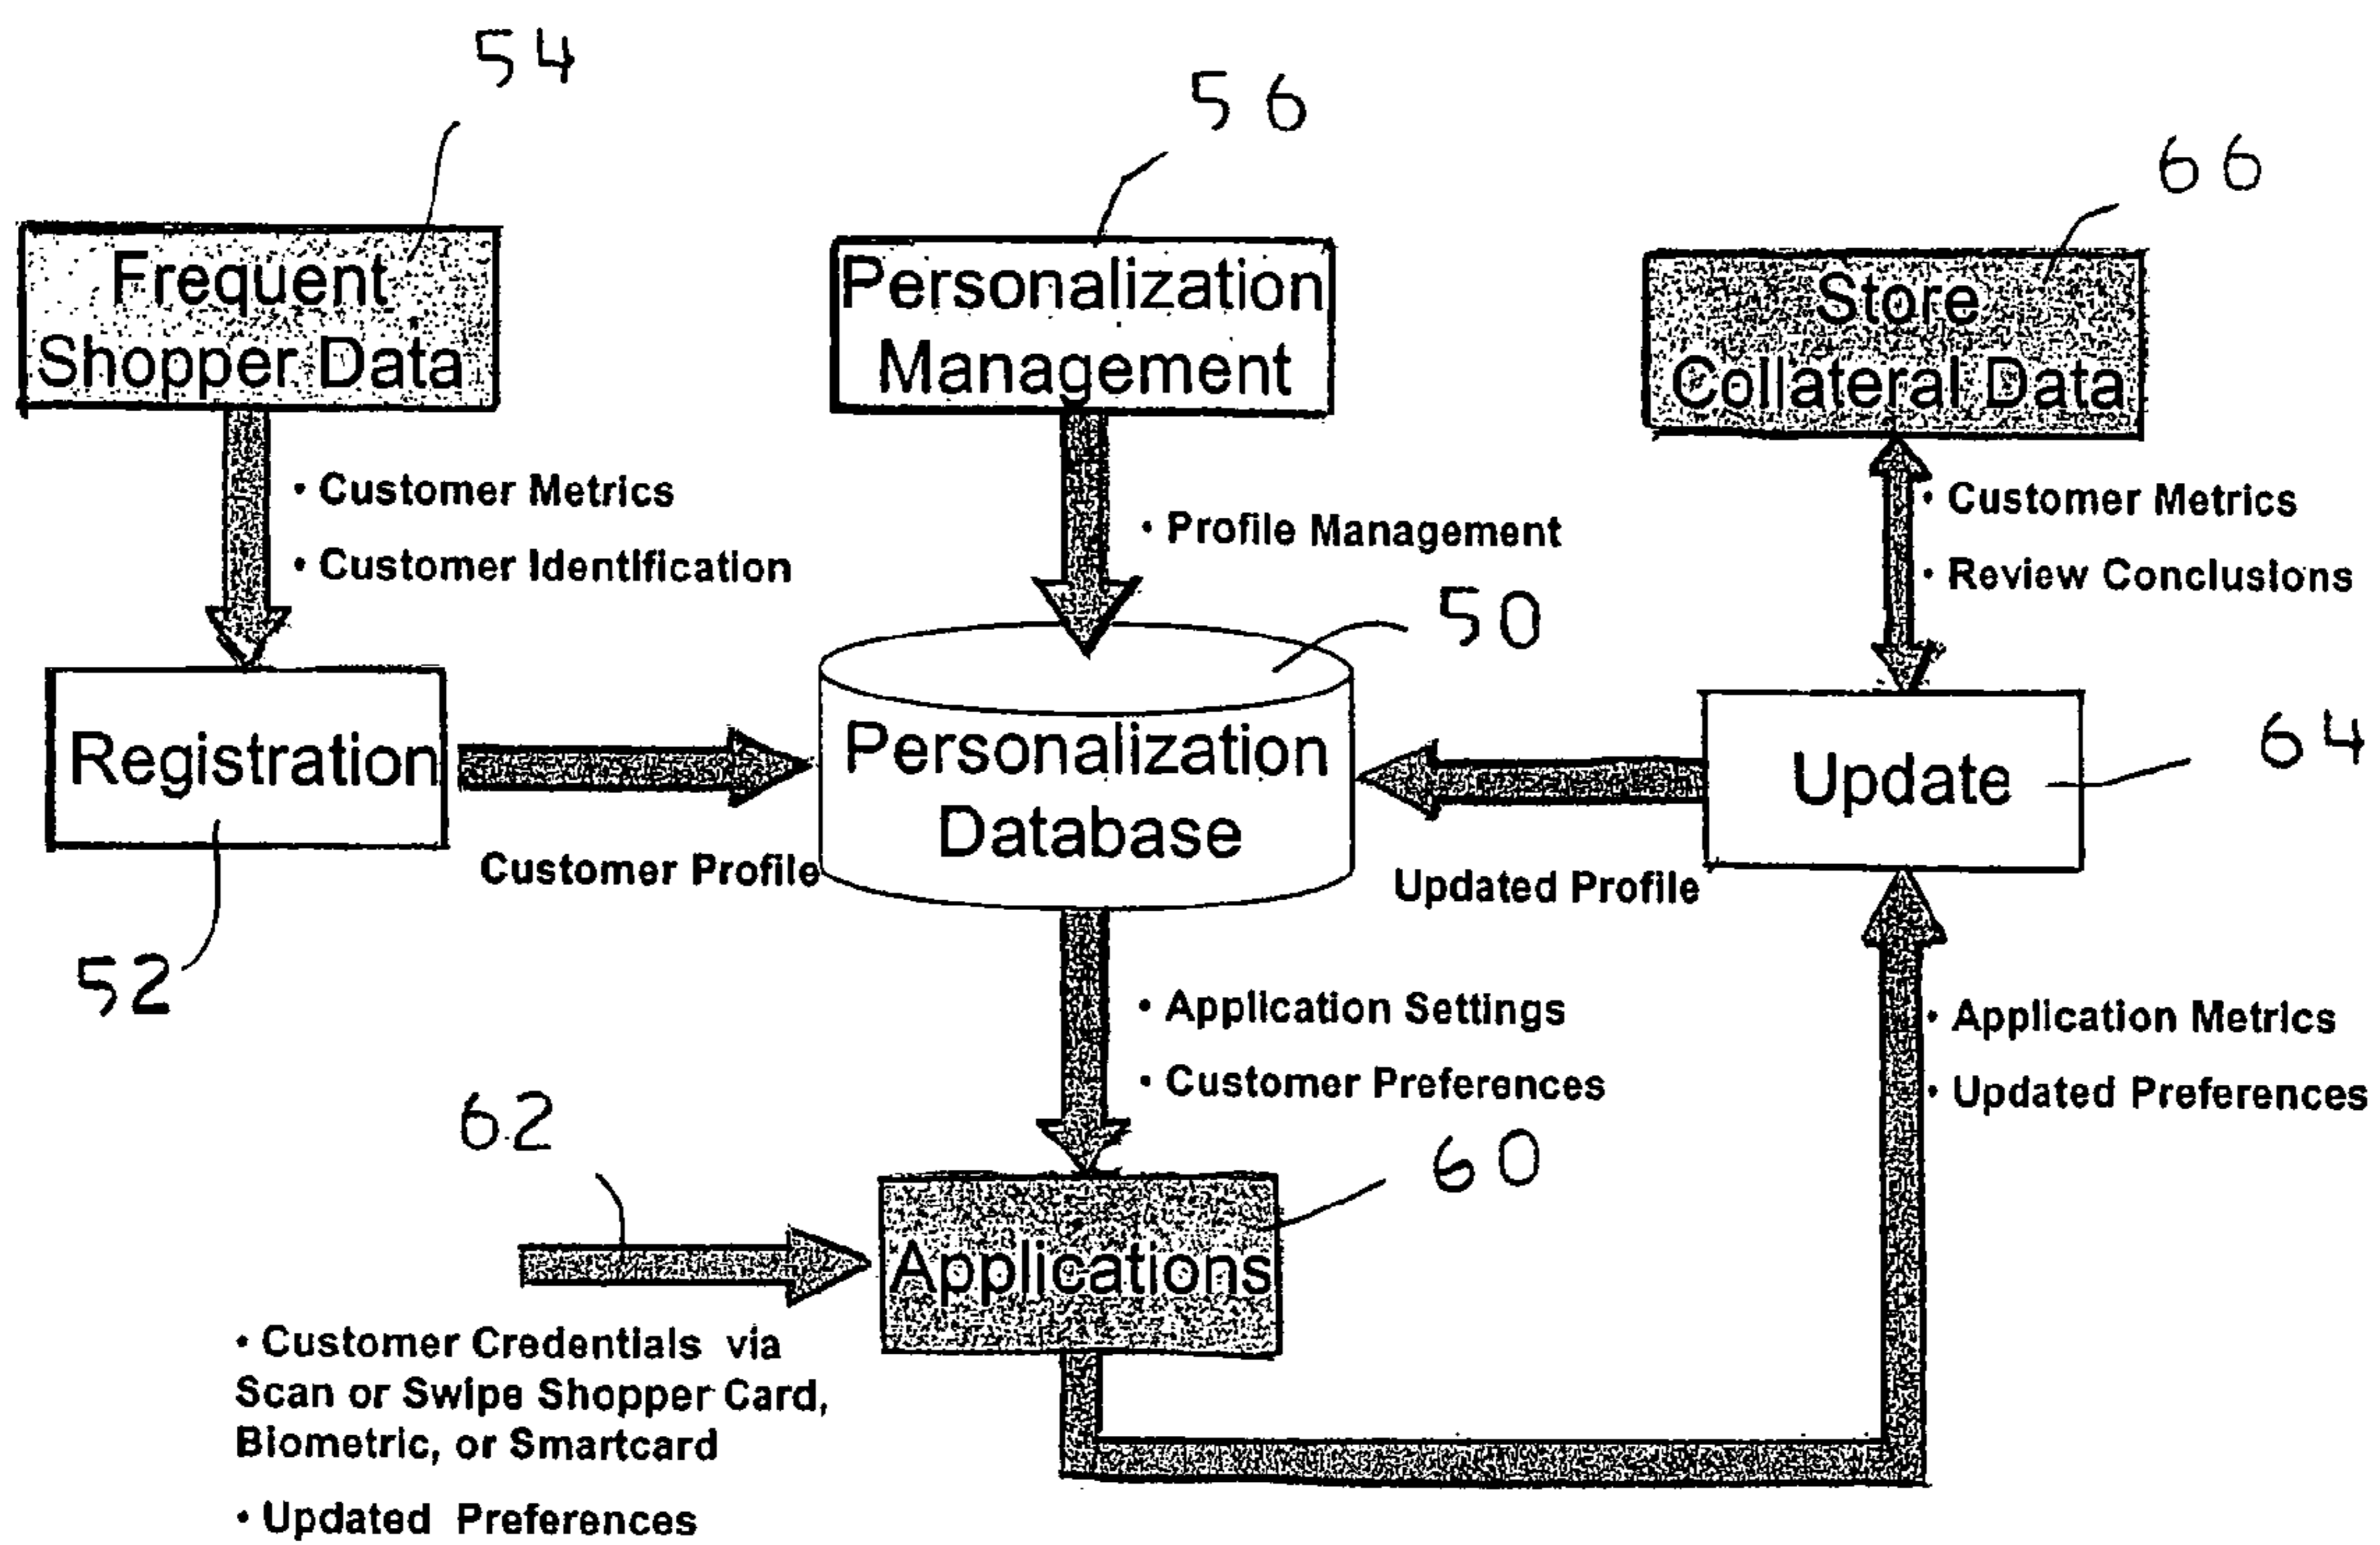 54
56
66
Frequent
Shopper Data
Personalization
Management
Store
Collateral Data
• Customer Metrics
• Customer Identification
• Profile Management
• Customer Metrics
• Review Conclusions
50
Registration
Personalization
Database
Update
64
Customer Profile
Updated Profile
52
• Application Settings
• Customer Preferences
• Application Metrics
• Updated Preferences
62
60
Applications
• Customer Credentials via
Scan or Swipe Shopper Card,
Biometric, or Smartcard
• Updated Preferences